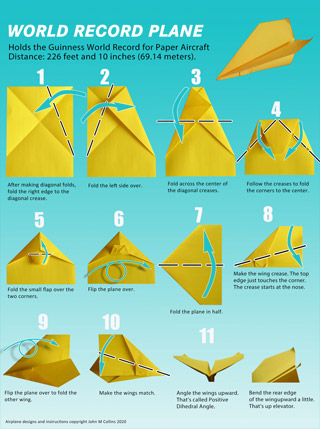 WORLD RECORD PLANE
Holds the Guinness World Record for Paper Aircraft
Distance: 226 feet and 10 inches (69.14 meters).
1
After making diagonal folds,
fold the right edge to the
diagonal crease.
2
Fold the left side over.
3
Fold across the center of
the diagonal creases.
4
Follow the creases to fold
the corners to the center.
5
Fold the small flap over the
two corners.
6
Flip the plane over.
7
Fold the plane in half.
8
Make the wing crease. The top
edge just touches the corner.
The crease starts at the nose.
9
Flip the plane over to fold the
other wing.
10
Make the wings match.
11
Angle the wings upward.
That's called Positive
Dihedral Angle.
Bend the rear edge
of the wingupward a little.
That's up elevator.
Airplane designs and instructions copyright John M Collins 2020